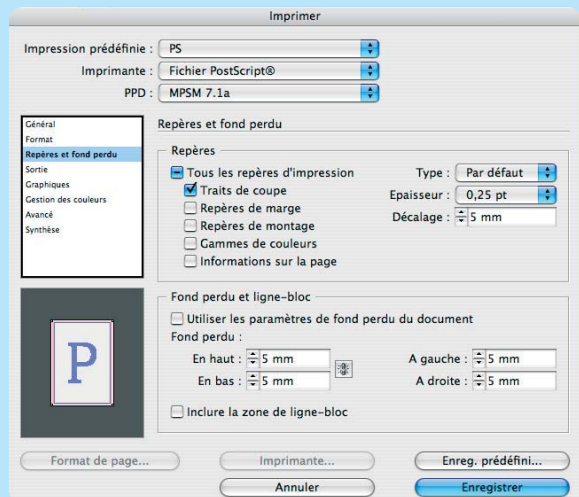 Imprimer
Impression prédéfinie : PS
Imprimante : Fichier PostScript®
PPD : MPSM 7.1a
Général
Format
Repères et fond perdu
Sortie
Graphiques
Gestion des couleurs
Avancé
Synthèse
Repères et fond perdu
Repères
Tous les repères d'impression
Traits de coupe
Repères de marge
Repères de montage
Gammes de couleurs
Informations sur la page
Type : Par défaut
Epaisseur : 0,25 pt
Décalage : 5 mm
Fond perdu et ligne-bloc
Utiliser les paramètres de fond perdu du document
Fond perdu :
En haut : 5 mm
A gauche : 5 mm
En bas : 5 mm
A droite : 5 mm
Inclure la zone de ligne-bloc
P
Format de page...
Imprimante...
Enreg. prédéfini...
Annuler
Enregistrer